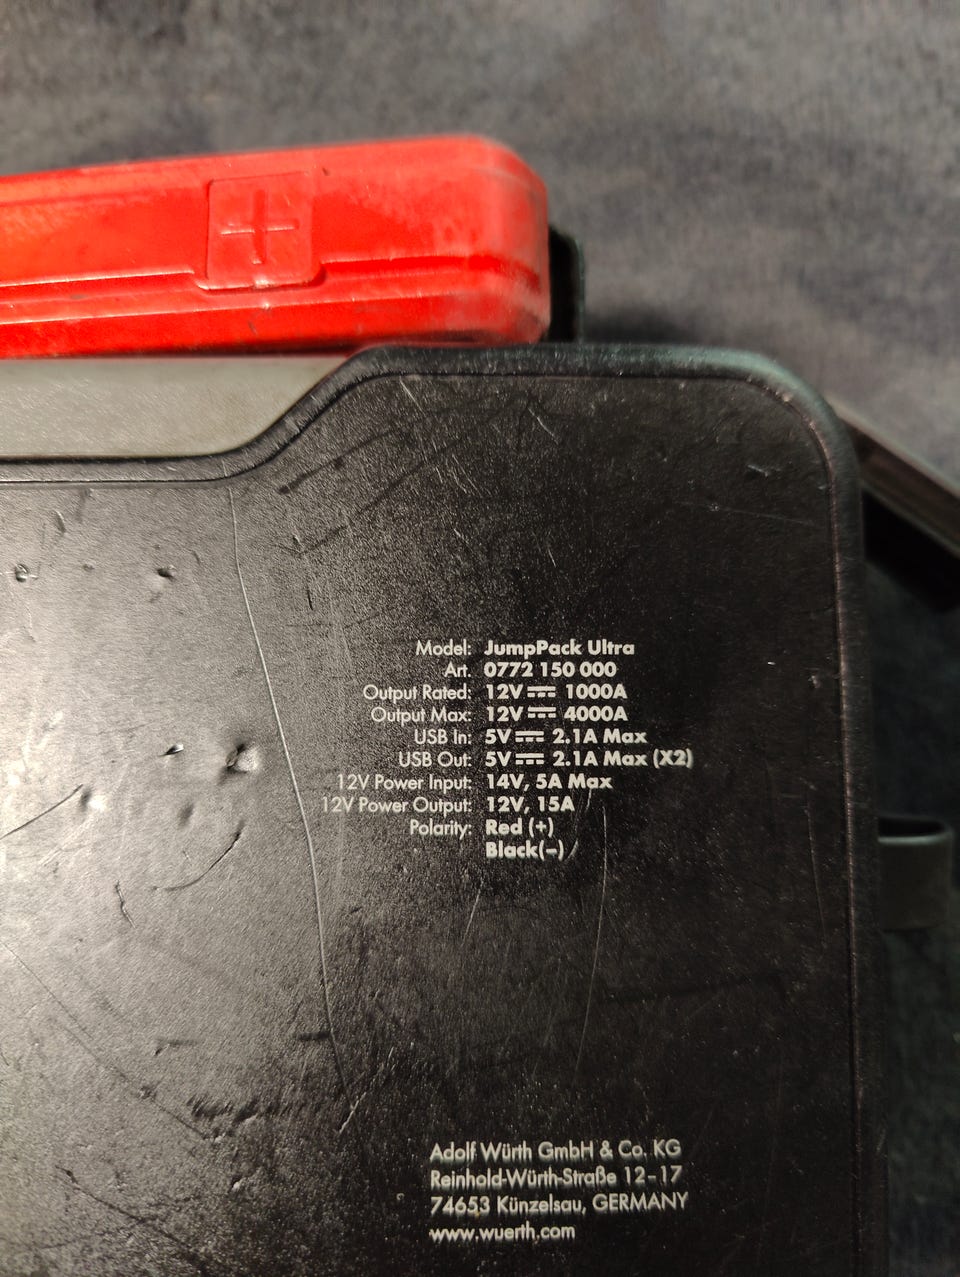 Model: JumpPack Ultra
Art. 0772 150 000
Output Rated: 12V⎓ 1000A
Output Max: 12V⎓ 4000A
USB In: 5V⎓ 2.1A Max
USB Out: 5V⎓ 2.1A Max (X2)
12V Power Input: 14V, 5A Max
12V Power Output: 12V, 15A
Polarity: Red (+)
Black(−)
Adolf Würth GmbH & Co. KG
Reinhold-Würth-Straße 12–17
74653 Künzelsau, GERMANY
www.wuerth.com